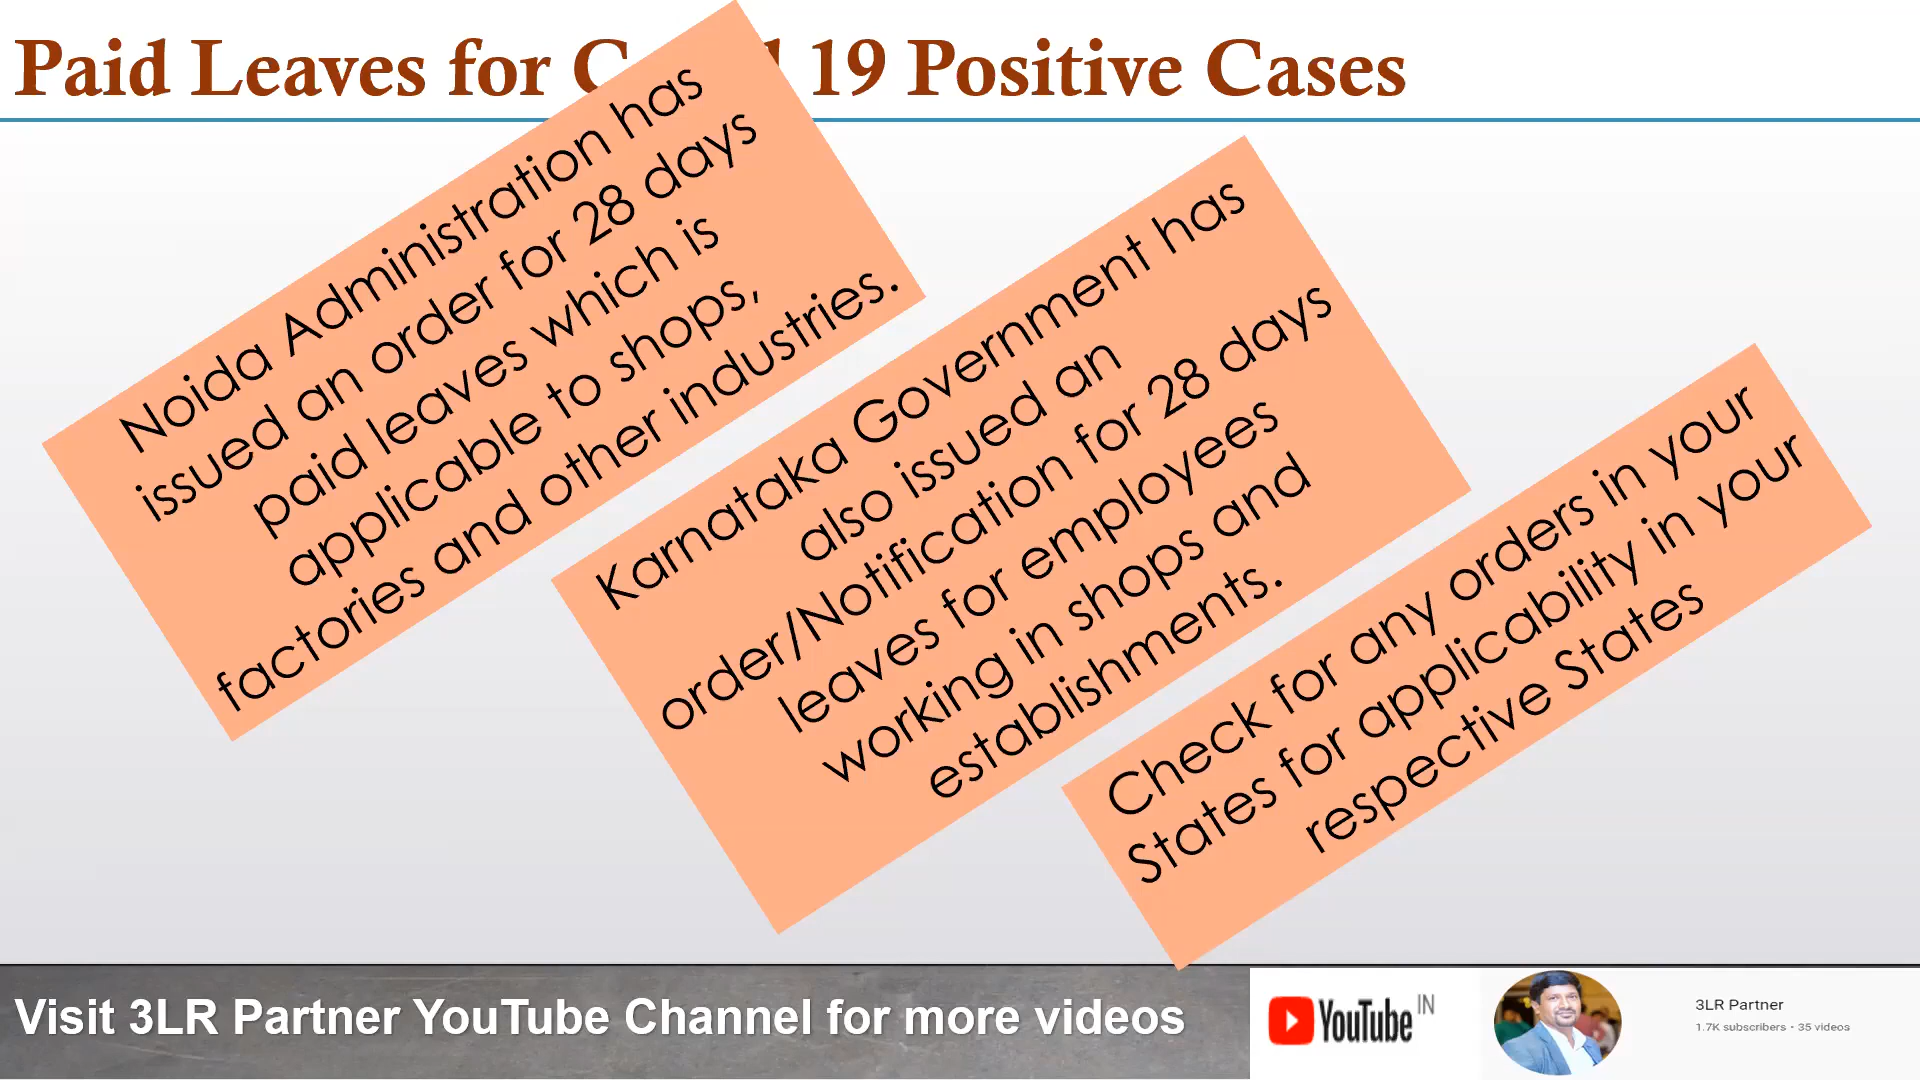 Paid Leaves for C 19 Positive Cases
Noida Administration has
issued an order for 28 days
paid leaves which is
applicable to shops,
factories and other industries.
Karnataka Government has
also issued an
order/Notification for 28 days
leaves for employees
working in shops and
establishments.
Check for any orders in your
States for applicability in your
respective States
Visit 3LR Partner YouTube Channel for more videos
YouTube IN
3LR Partner
1.7K subscribers • 35 videos